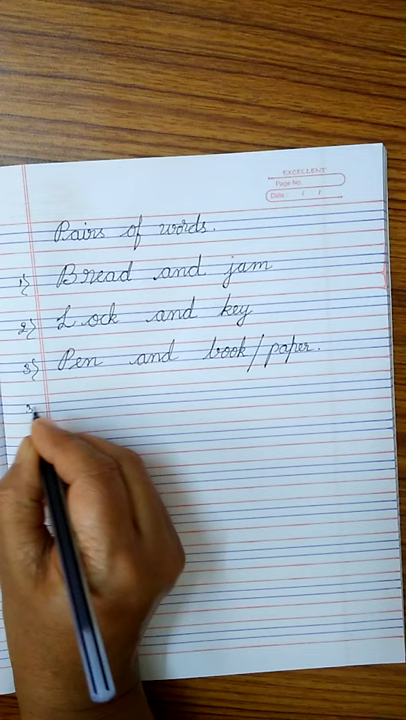 EXCELLENT
Page No.
Date: / /
Pairs of words.
1) Bread and jam
2) Lock and key
3) Pen and book/paper.